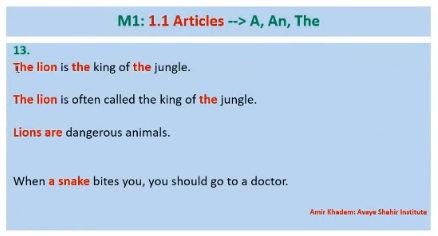 M1: 1.1 Articles --> A, An, The
13.
The lion is the king of the jungle.
The lion is often called the king of the jungle.
Lions are dangerous animals.
When a snake bites you, you should go to a doctor.
Amir Khadem: Avaye Shahir Institute